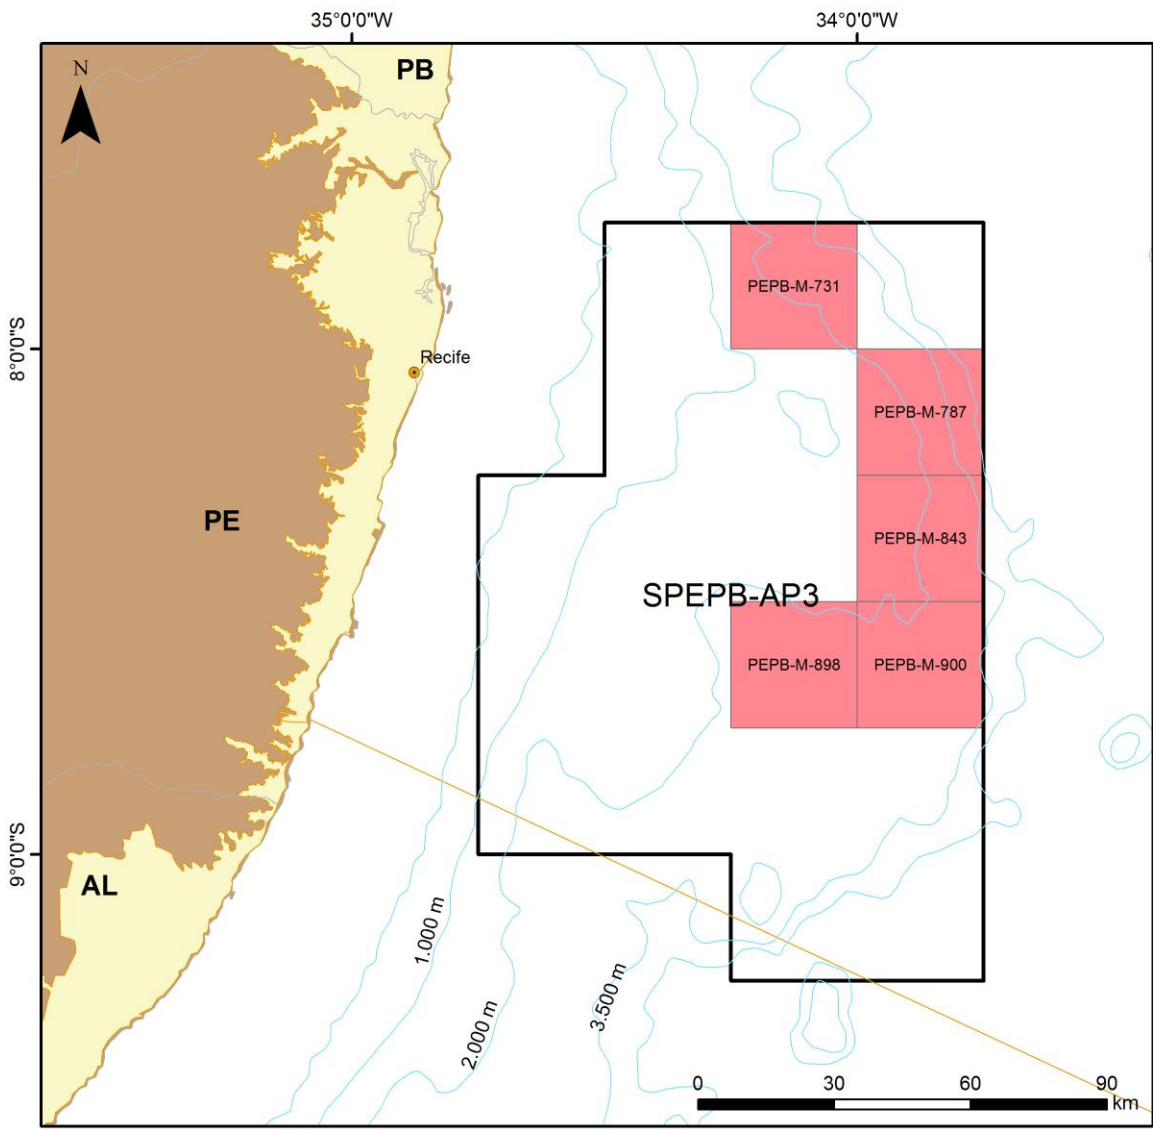 35°0'0"W
34°0'0"W
N
PB
PEPB-M-731
8°0'0"S
Recife
PEPB-M-787
PE
PEPB-M-843
SPEPB-AP3
PEPB-M-898
PEPB-M-900
9°0'0"S
AL
1.000 m
2.000 m
3.500 m
0
30
60
90
km